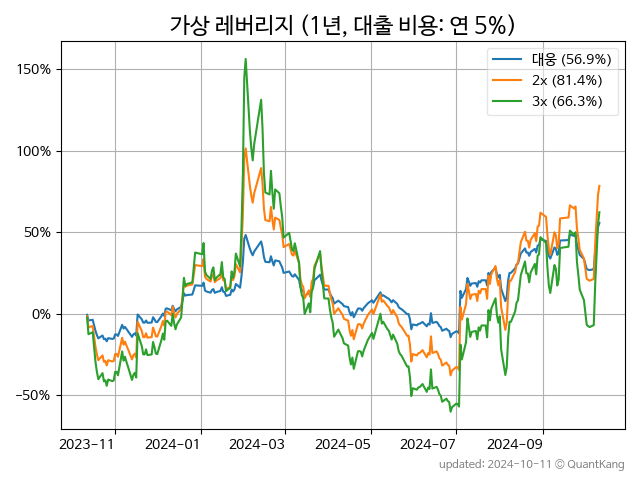 가상 레버리지 (1년, 대출 비용: 연 5%)
대웅 (56.9%)
2x (81.4%)
3x (66.3%)
150%
100%
50%
0%
−50%
2023-11 2024-01 2024-03 2024-05 2024-07 2024-09
updated: 2024-10-11 © QuantKang